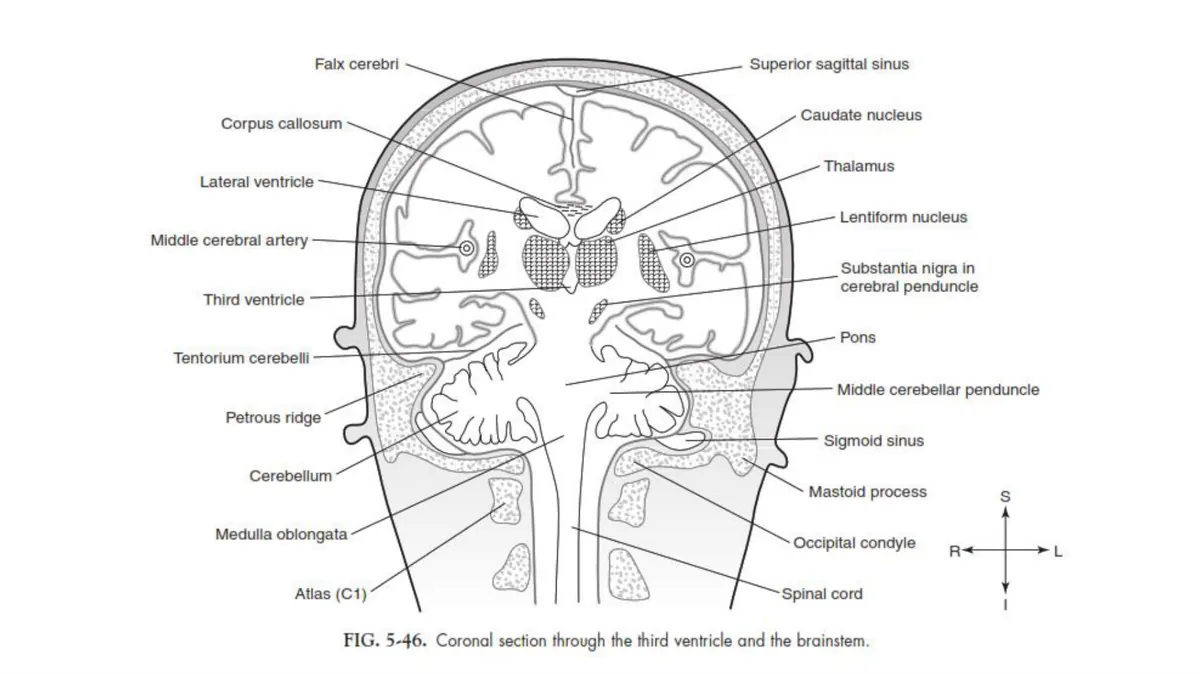 Falx cerebri
Superior sagittal sinus
Corpus callosum
Caudate nucleus
Lateral ventricle
Thalamus
Middle cerebral artery
Lentiform nucleus
Third ventricle
Substantia nigra in
cerebral penduncle
Tentorium cerebelli
Pons
Petrous ridge
Middle cerebellar penduncle
Cerebellum
Sigmoid sinus
Medulla oblongata
Mastoid process
Atlas (C1)
Occipital condyle
Spinal cord
S
R L
I
FIG. 5-46. Coronal section through the third ventricle and the brainstem.